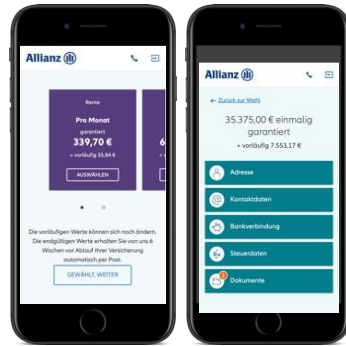 Allianz
Rente
Pro Monat
garantiert
339,70 €
+ vorläufig 35,84 €
AUSWÄHLEN
6
Die vorläufigen Werte können sich noch ändern.
Die endgültigen Werte erhalten Sie von uns 6
Wochen vor Ablauf Ihrer Versicherung
automatisch per Post.
GEWÄHLT, WEITER
Allianz
← Zurück zur Wahl
35.375,00 € einmalig
garantiert
+ vorläufig 7.553,17 €
Adresse
Kontaktdaten
Bankverbindung
Steuerdaten
Dokumente